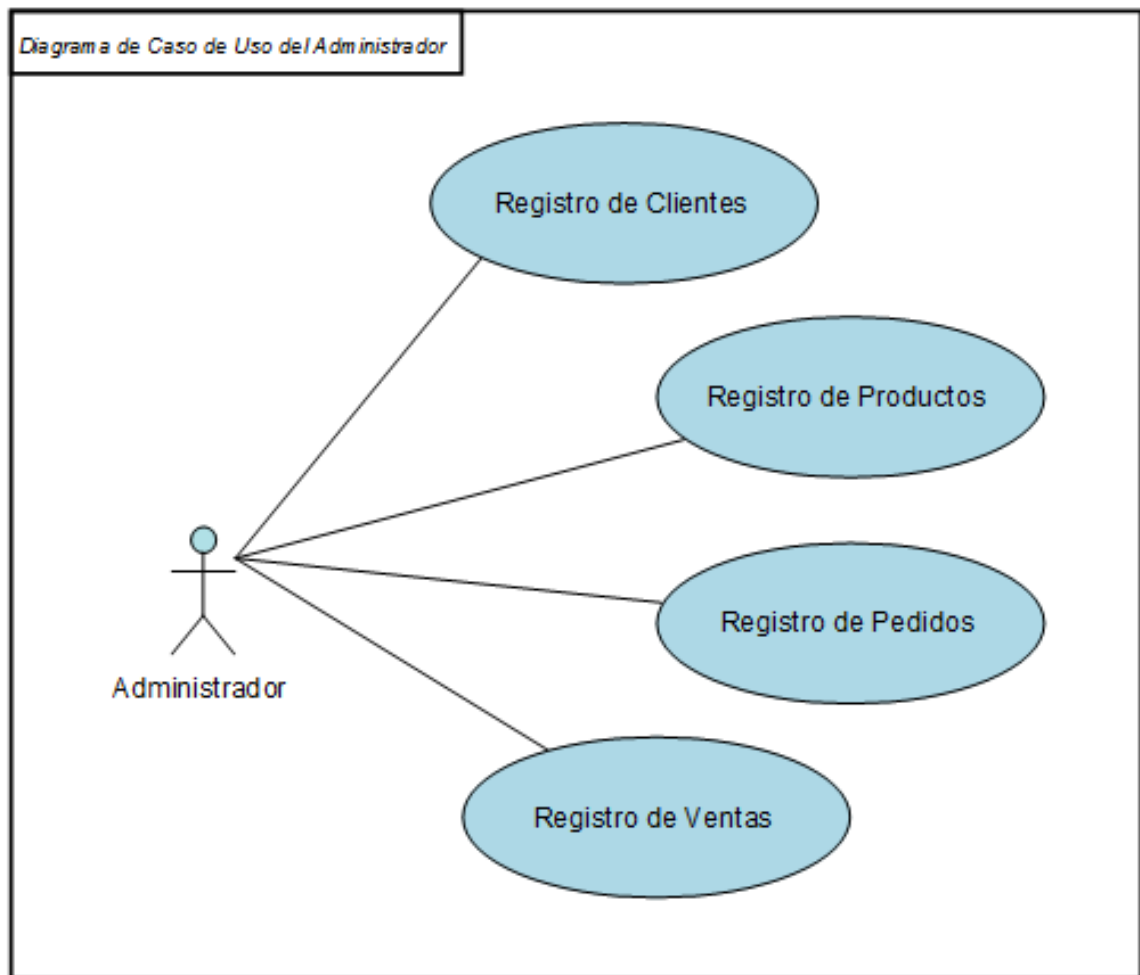 Diagrama de Caso de Uso del Administrador
Registro de Clientes
Registro de Productos
Registro de Pedidos
Administrador
Registro de Ventas